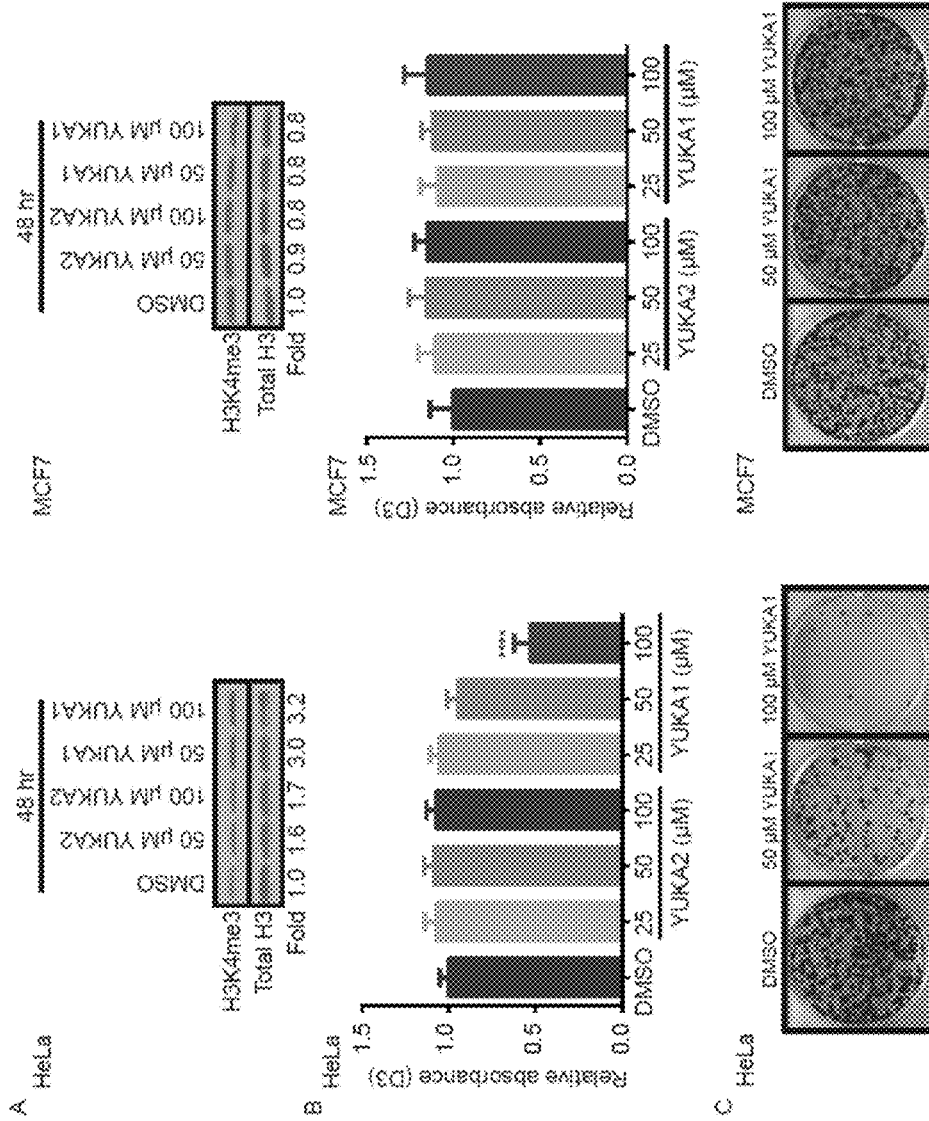 A
HeLa
48 hr
DMSO
50 µM YUKA2
100 µM YUKA2
50 µM YUKA1
100 µM YUKA1
H3K4me3
Total H3
Fold 1.0 1.6 1.7 3.0 3.2
MCF7
48 hr
DMSO
50 µM YUKA2
100 µM YUKA2
50 µM YUKA1
100 µM YUKA1
H3K4me3
Total H3
Fold 1.0 0.9 0.8 0.8 0.8
B
HeLa
Relative absorbance (D3)
1.5
1.0
0.5
0.0
DMSO 25 50 100 25 50 100
YUKA2 (µM) YUKA1 (µM)
****
MCF7
Relative absorbance (D3)
1.5
1.0
0.5
0.0
DMSO 25 50 100 25 50 100
YUKA2 (µM) YUKA1 (µM)
C
HeLa
DMSO 50 µM YUKA1 100 µM YUKA1
MCF7
DMSO 50 µM YUKA1 100 µM YUKA1